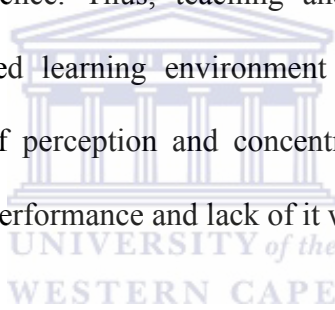 ence. Thus, teaching an
ed learning environment
f perception and concentr
erformance and lack of it w
UNIVERSITY of the
WESTERN CAPE